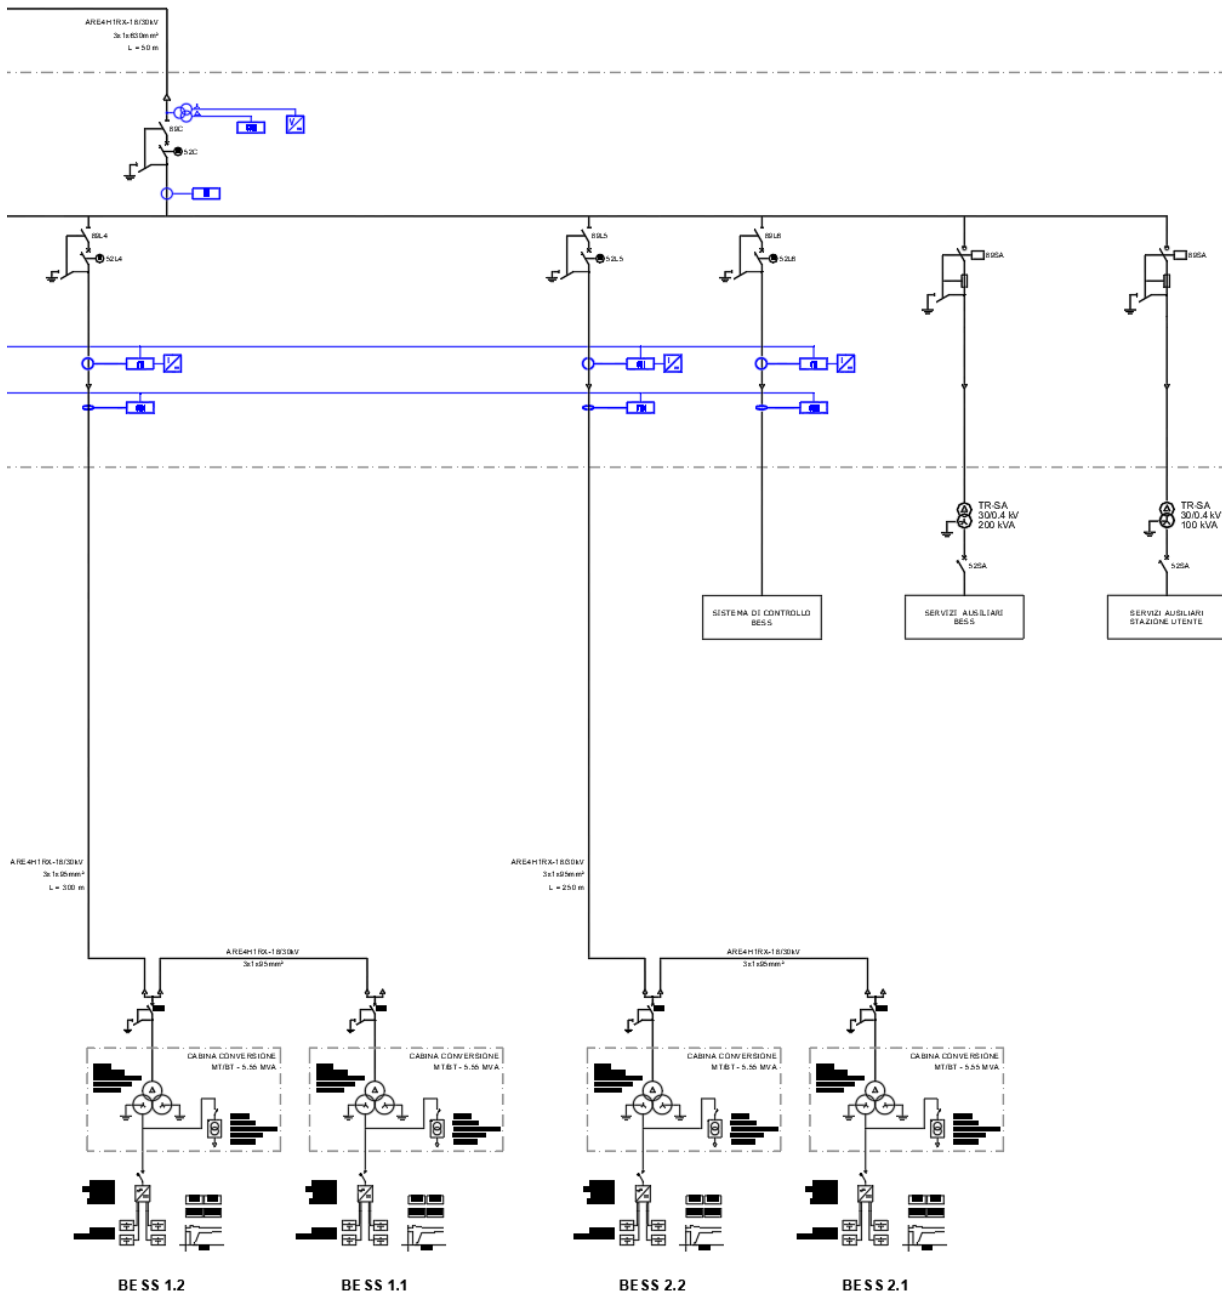 ARE4H1RX-18/30kV
3x1x630mm²
L = 50 m
89C
52C
89L4
52L4
89L5
52L5
89L6
52L6
89SA
89SA
TR-SA
30/0.4 kV
200 kVA
TR-SA
30/0.4 kV
100 kVA
52SA
52SA
SISTEMA DI CONTROLLO
BESS
SERVIZI AUSILIARI
BESS
SERVIZI AUSILIARI
STAZIONE UTENTE
ARE4H1RX-18/30kV
3x1x95mm²
L = 300 m
ARE4H1RX-18/30kV
3x1x95mm²
L = 250 m
ARE4H1RX-18/30kV
3x1x95mm²
ARE4H1RX-18/30kV
3x1x95mm²
CABINA CONVERSIONE
MT/BT - 5.55 MVA
CABINA CONVERSIONE
MT/BT - 5.55 MVA
CABINA CONVERSIONE
MT/BT - 5.55 MVA
CABINA CONVERSIONE
MT/BT - 5.55 MVA
BESS 1.2
BESS 1.1
BESS 2.2
BESS 2.1